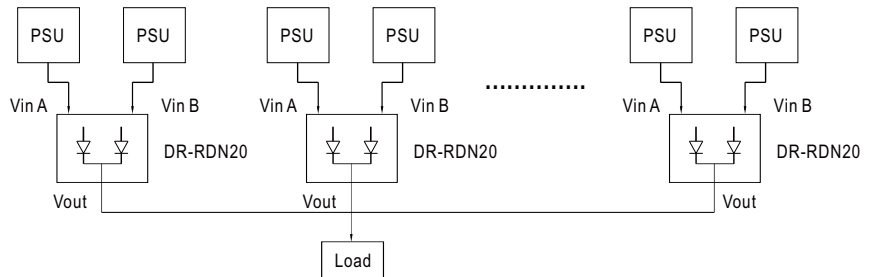 PSU PSU PSU PSU PSU PSU
Vin A Vin B Vin A Vin B Vin A Vin B
DR-RDN20 DR-RDN20 DR-RDN20
Vout Vout Vout
Load